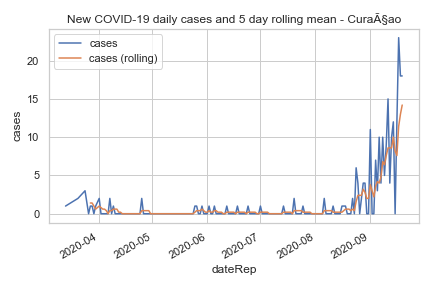 New COVID-19 daily cases and 5 day rolling mean - CuraÃ§ao
cases
cases (rolling)
cases
20
15
10
5
0
2020-04
2020-05
2020-06
2020-07
2020-08
2020-09
dateRep